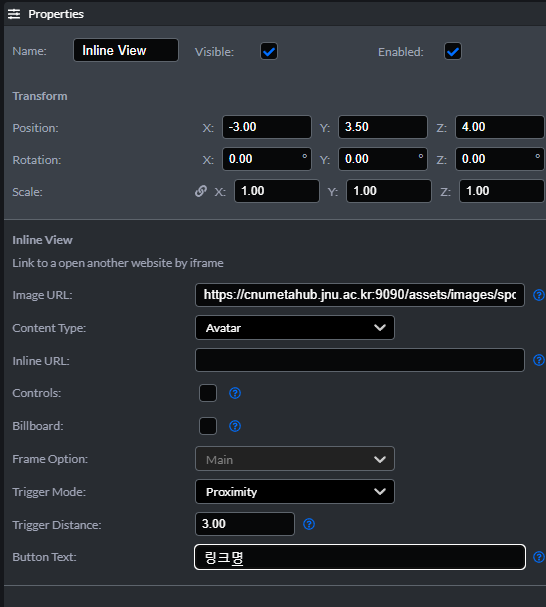 Properties
Name: Inline View Visible: Enabled:
Transform
Position: X: -3.00 Y: 3.50 Z: 4.00
Rotation: X: 0.00 ° Y: 0.00 ° Z: 0.00 °
Scale: X: 1.00 Y: 1.00 Z: 1.00
Inline View
Link to a open another website by iframe
Image URL: https://cnumetahub.jnu.ac.kr:9090/assets/images/spc ?
Content Type: Avatar
Inline URL: ?
Controls: ?
Billboard: ?
Frame Option: Main
Trigger Mode: Proximity
Trigger Distance: 3.00 ?
Button Text: 링크명 ?